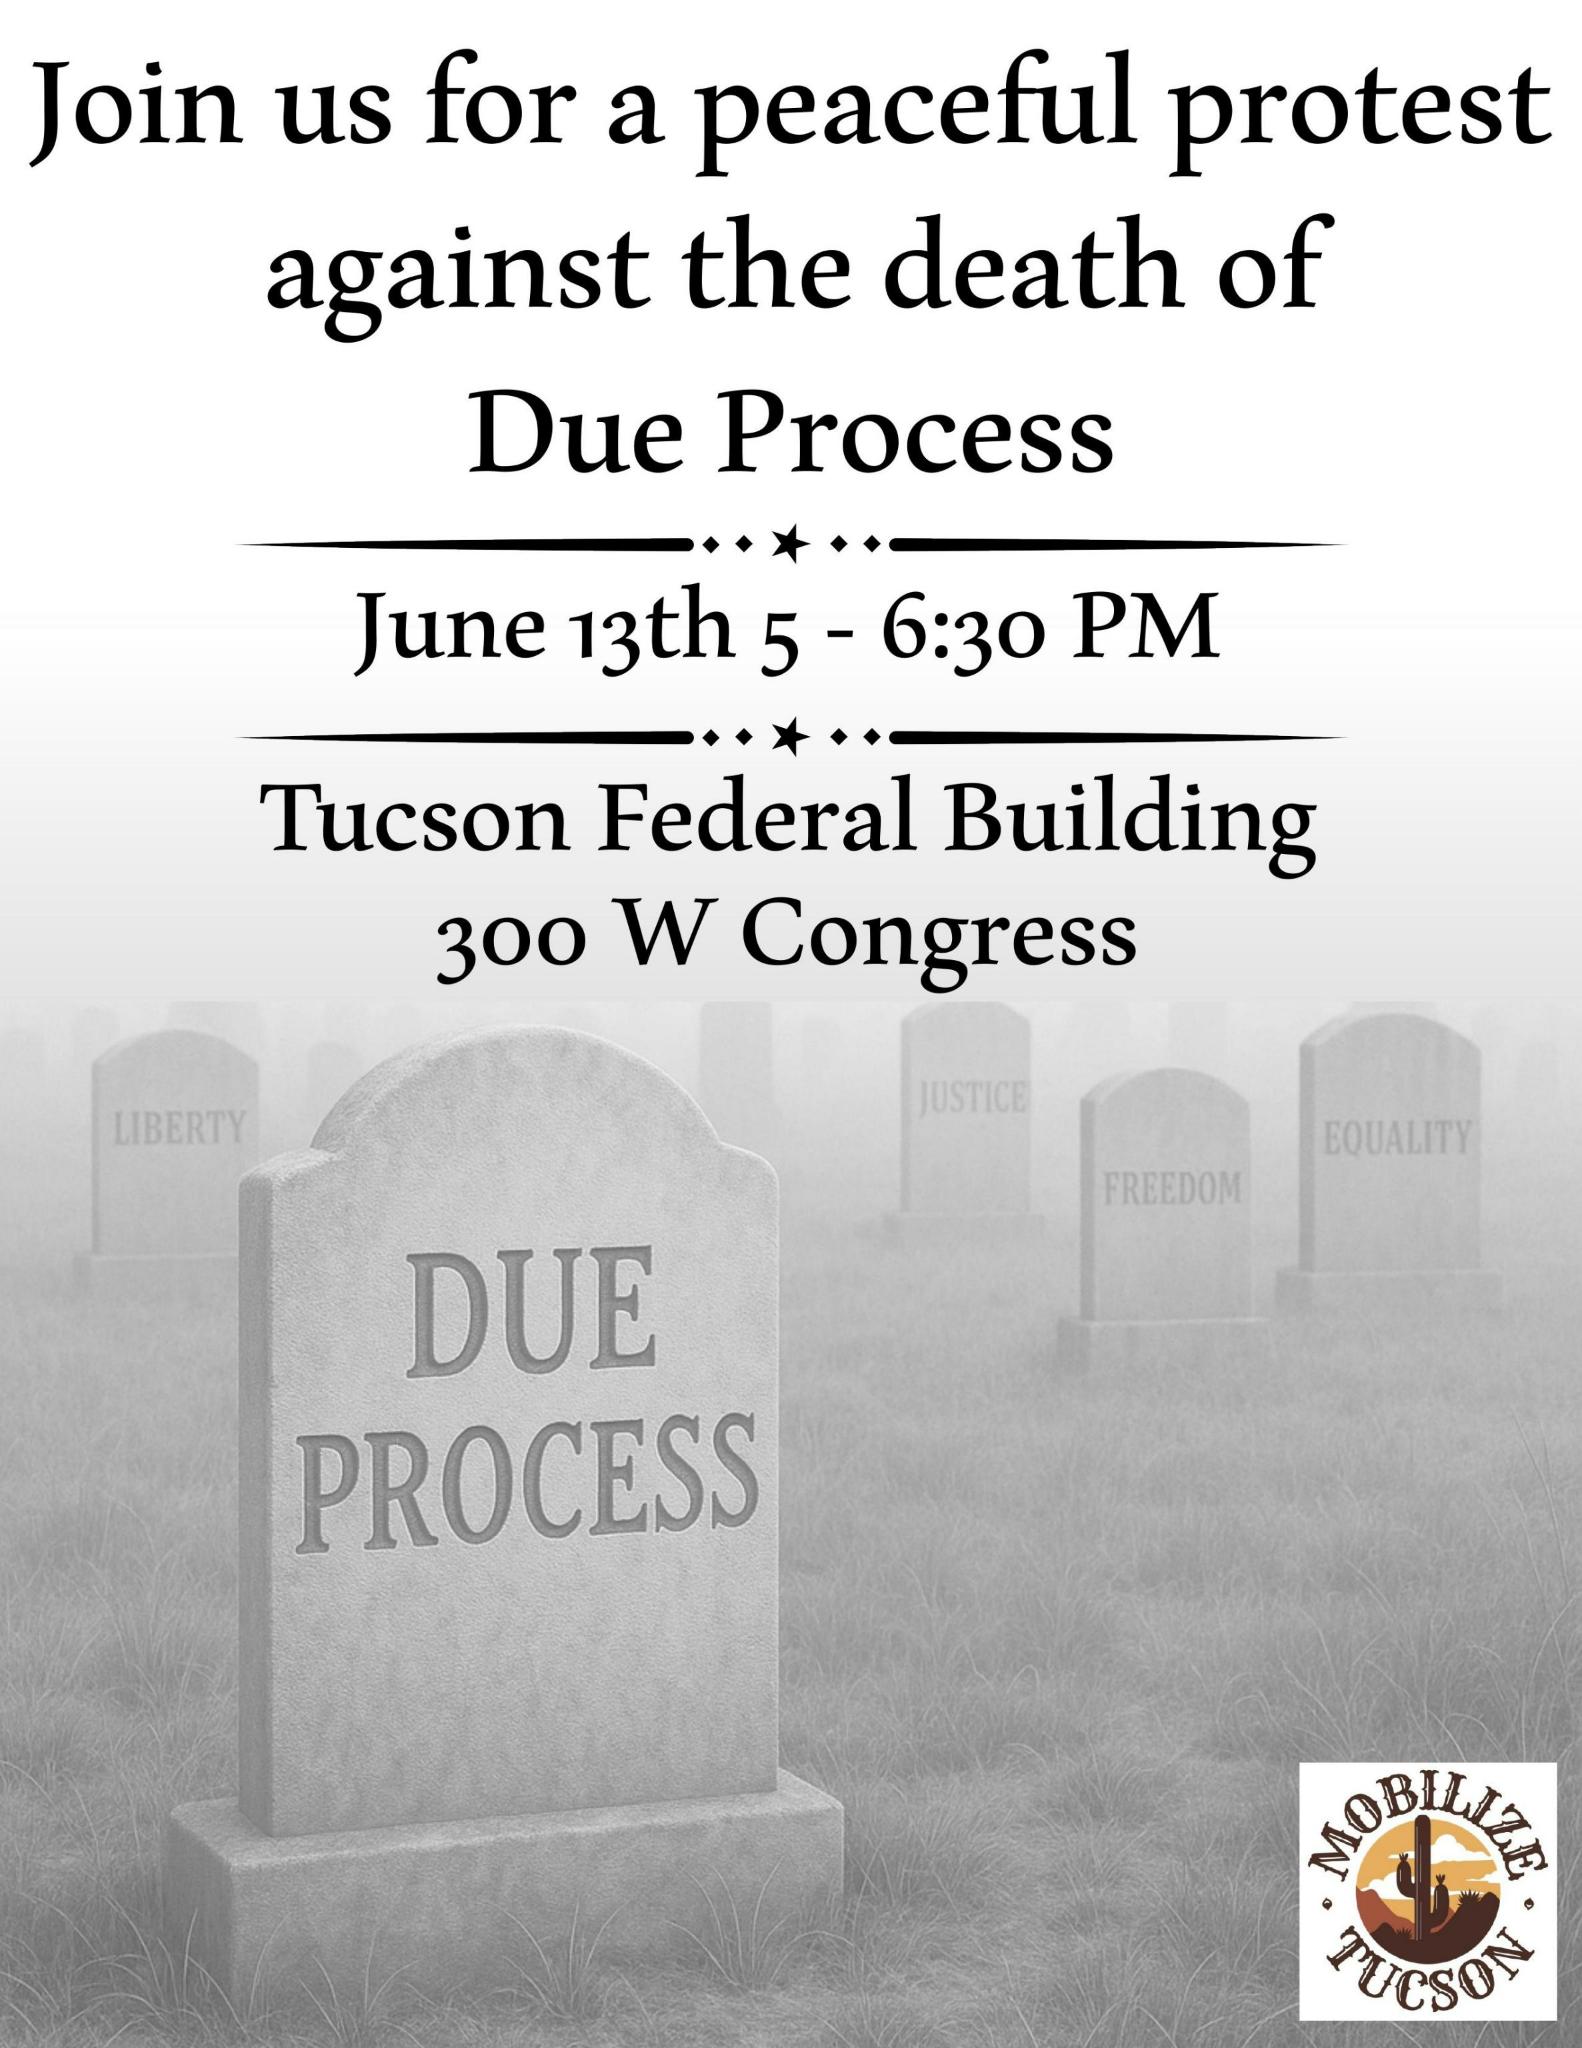 Join us for a peaceful protest
against the death of
Due Process
June 13th 5 - 6:30 PM
Tucson Federal Building
300 W Congress
LIBERTY
JUSTICE
FREEDOM
EQUALITY
DUE
PROCESS
MOBILIZE
TUCSON